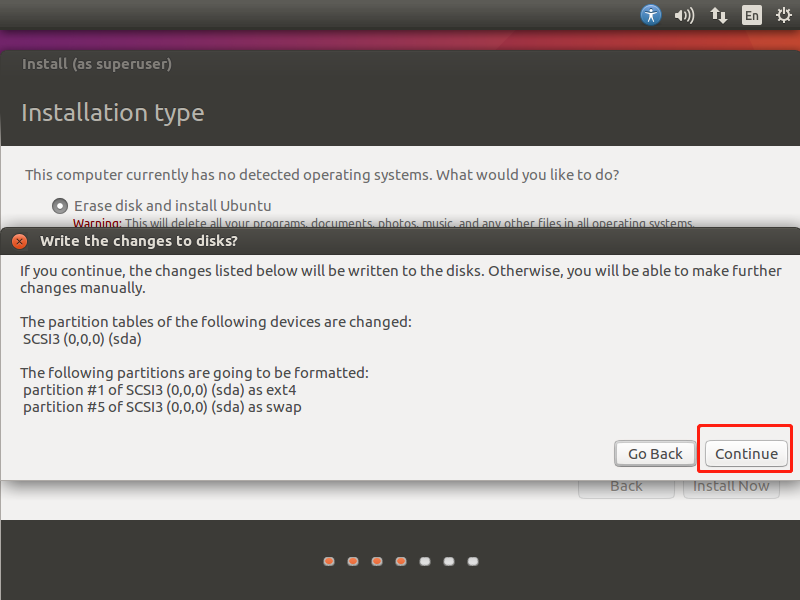 En
Install (as superuser)
Installation type
This computer currently has no detected operating systems. What would you like to do?
Erase disk and install Ubuntu
Warning: This will delete all your programs, documents, photos, music, and any other files in all operating systems.
Write the changes to disks?
If you continue, the changes listed below will be written to the disks. Otherwise, you will be able to make further
changes manually.
The partition tables of the following devices are changed:
SCSI3 (0,0,0) (sda)
The following partitions are going to be formatted:
partition #1 of SCSI3 (0,0,0) (sda) as ext4
partition #5 of SCSI3 (0,0,0) (sda) as swap
Go Back
Continue
Back
Install Now